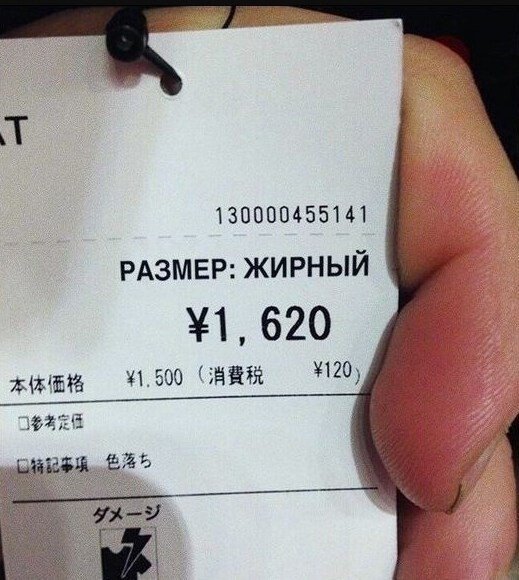 AT
130000455141
РАЗМЕР: ЖИРНЫЙ
¥1,620
本体価格 ¥1,500 (消費税 ¥120)
□参考定価
□特記事項 色落ち
ダメージ